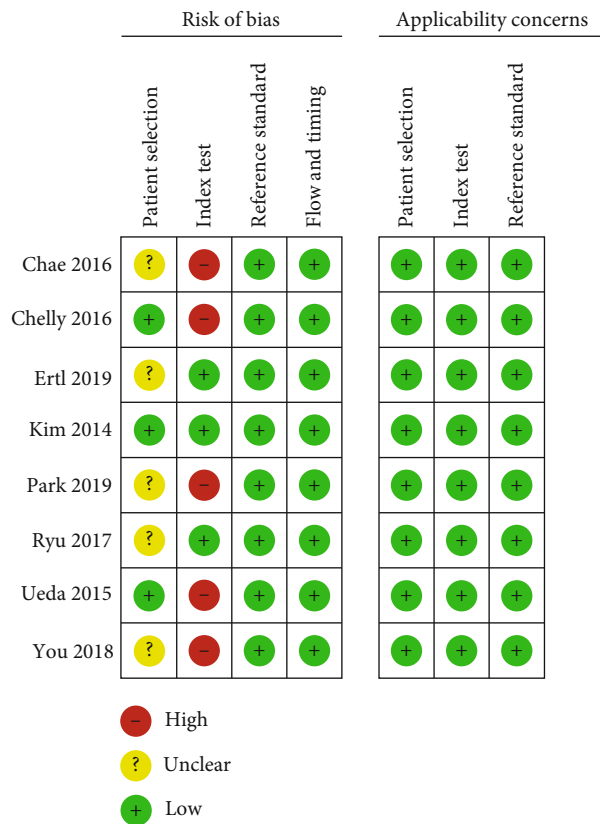 Risk of bias
Applicability concerns
Patient selection
Index test
Reference standard
Flow and timing
Patient selection
Index test
Reference standard
Chae 2016 ? – + + + + +
Chelly 2016 + – + + + + +
Ertl 2019 ? + + + + + +
Kim 2014 + + + + + + +
Park 2019 ? – + + + + +
Ryu 2017 ? + + + + + +
Ueda 2015 + – + + + + +
You 2018 ? – + + + + +
– High
? Unclear
+ Low